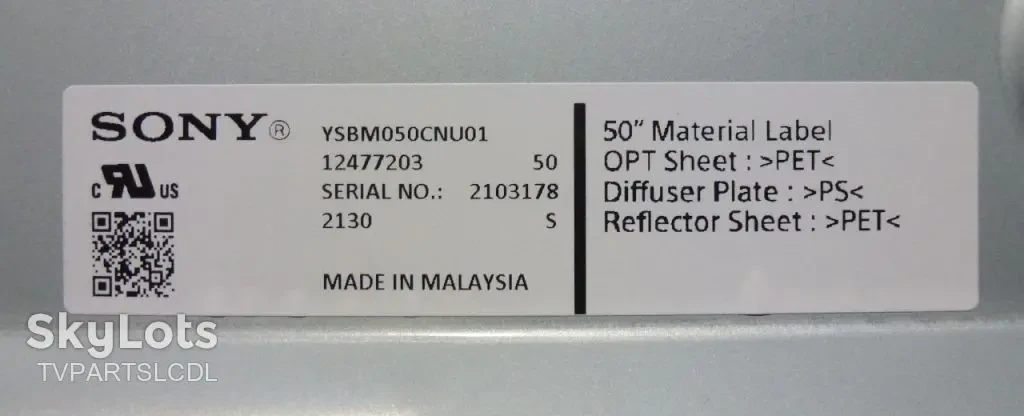 SONY®
c RU US
YSBM050CNU01
12477203 50
SERIAL NO.: 2103178
2130 S
MADE IN MALAYSIA
50" Material Label
OPT Sheet : >PET<
Diffuser Plate : >PS<
Reflector Sheet : >PET<
SkyLots
TVPARTSLCDL